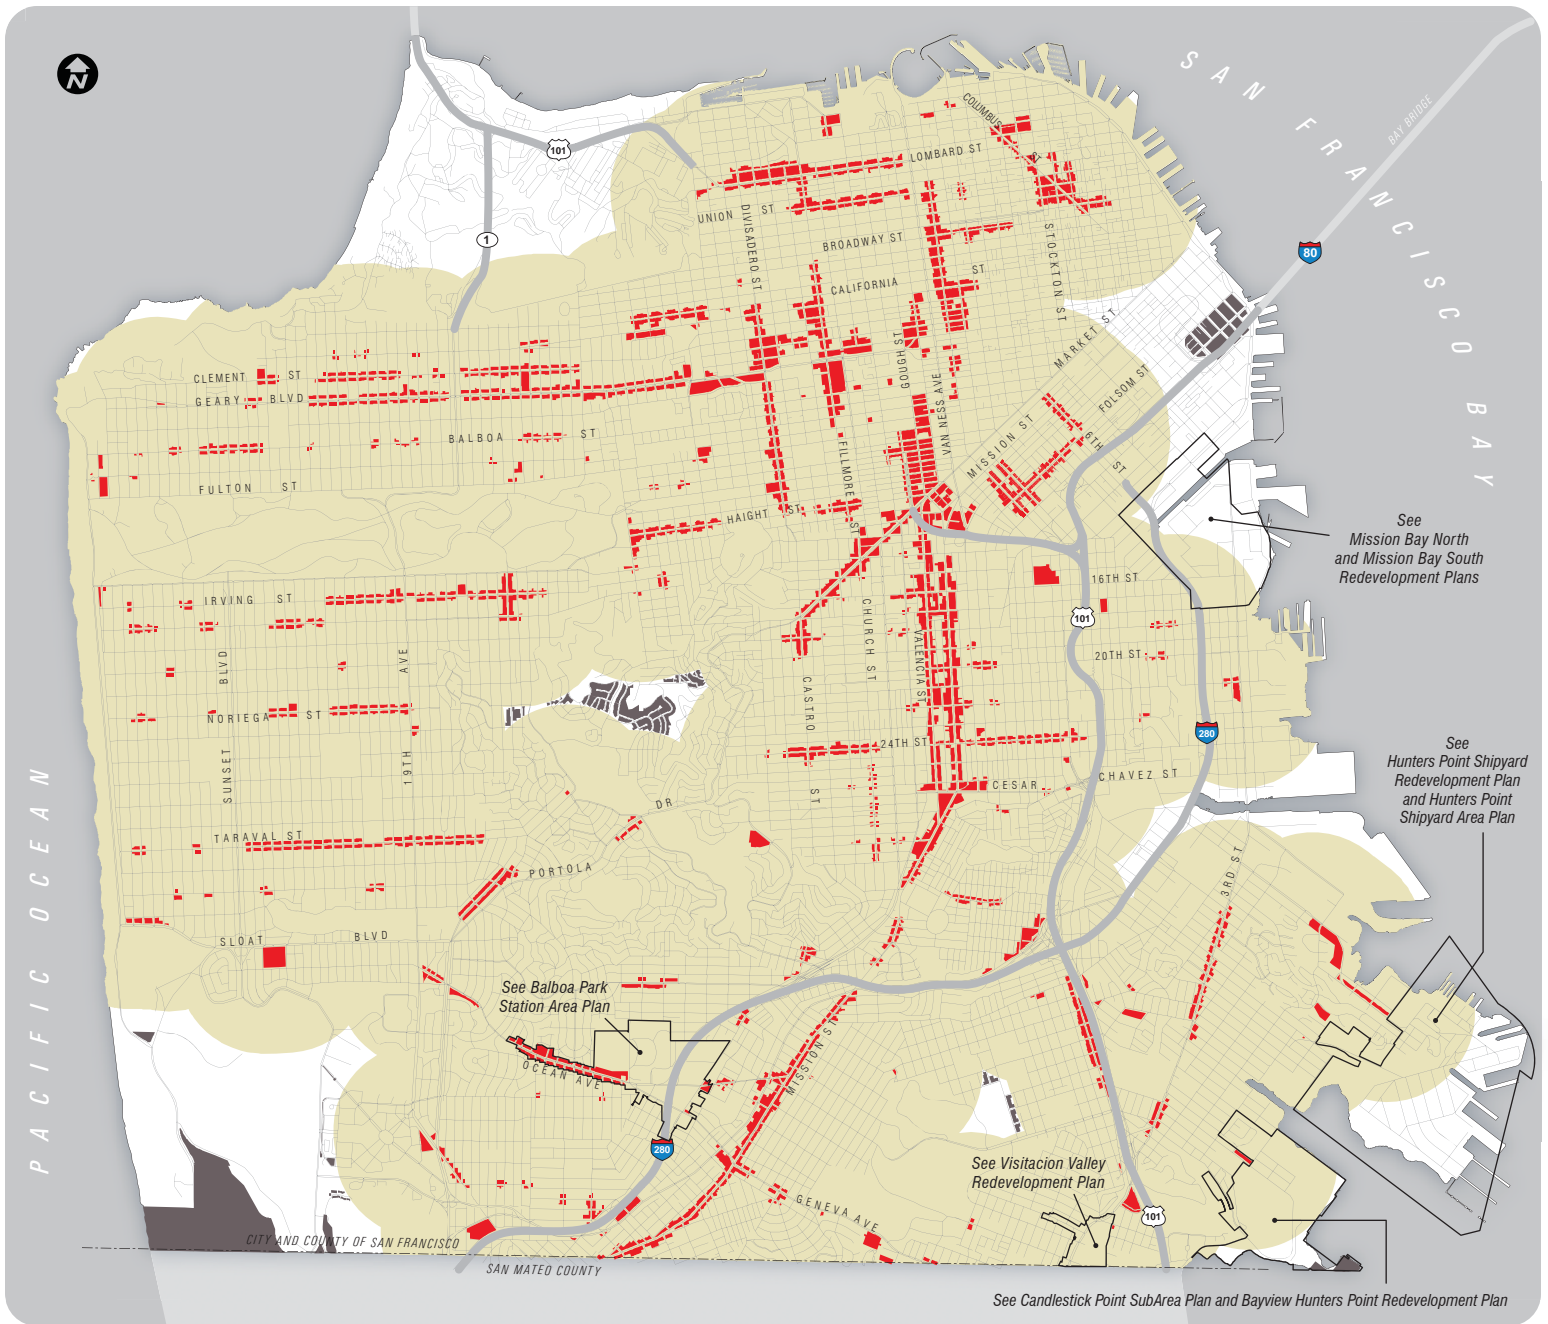 N
SAN FRANCISCO BAY
BAY BRIDGE
PACIFIC OCEAN
101
1
80
COLUMBUS
LOMBARD ST
UNION ST
DIVISADERO ST
BROADWAY ST
STOCKTON ST
CALIFORNIA ST
GOUGH ST
VAN NESS AVE
MARKET ST
FOLSOM ST
MISSION ST
6TH ST
CLEMENT ST
GEARY BLVD
BALBOA ST
FULTON ST
FILLMORE ST
HAIGHT ST
See
Mission Bay North
and Mission Bay South
Redevelopment Plans
IRVING ST
16TH ST
101
CHURCH ST
VALENCIA ST
20TH ST
SUNSET BLVD
19TH AVE
CASTRO ST
NORIEGA ST
24TH ST
280
See
Hunters Point Shipyard
Redevelopment Plan
and Hunters Point
Shipyard Area Plan
CESAR CHAVEZ ST
TARAVAL ST
PORTOLA DR
3RD ST
SLOAT BLVD
See Balboa Park
Station Area Plan
OCEAN AVE
MISSION ST
280
See Visitacion Valley
Redevelopment Plan
GENEVA AVE
101
CITY AND COUNTY OF SAN FRANCISCO
SAN MATEO COUNTY
See Candlestick Point SubArea Plan and Bayview Hunters Point Redevelopment Plan